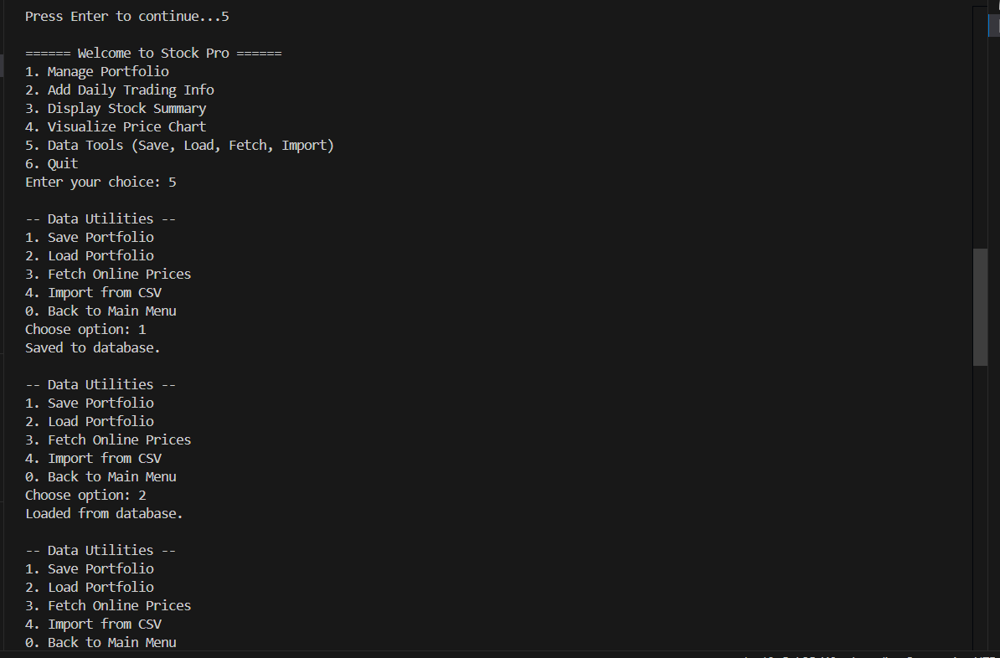 Press Enter to continue...5
====== Welcome to Stock Pro ======
1. Manage Portfolio
2. Add Daily Trading Info
3. Display Stock Summary
4. Visualize Price Chart
5. Data Tools (Save, Load, Fetch, Import)
6. Quit
Enter your choice: 5
-- Data Utilities --
1. Save Portfolio
2. Load Portfolio
3. Fetch Online Prices
4. Import from CSV
0. Back to Main Menu
Choose option: 1
Saved to database.
-- Data Utilities --
1. Save Portfolio
2. Load Portfolio
3. Fetch Online Prices
4. Import from CSV
0. Back to Main Menu
Choose option: 2
Loaded from database.
-- Data Utilities --
1. Save Portfolio
2. Load Portfolio
3. Fetch Online Prices
4. Import from CSV
0. Back to Main Menu